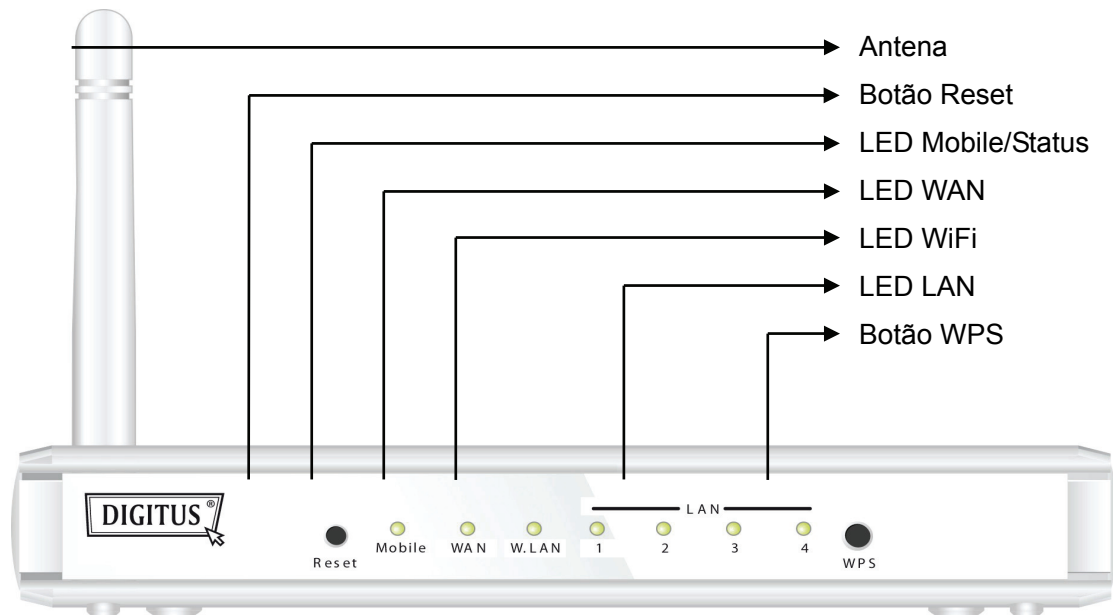 Antena
Botão Reset
LED Mobile/Status
LED WAN
LED WiFi
LED LAN
Botão WPS
DIGITUS®
LAN
Reset
Mobile
WAN
W.LAN
1
2
3
4
WPS